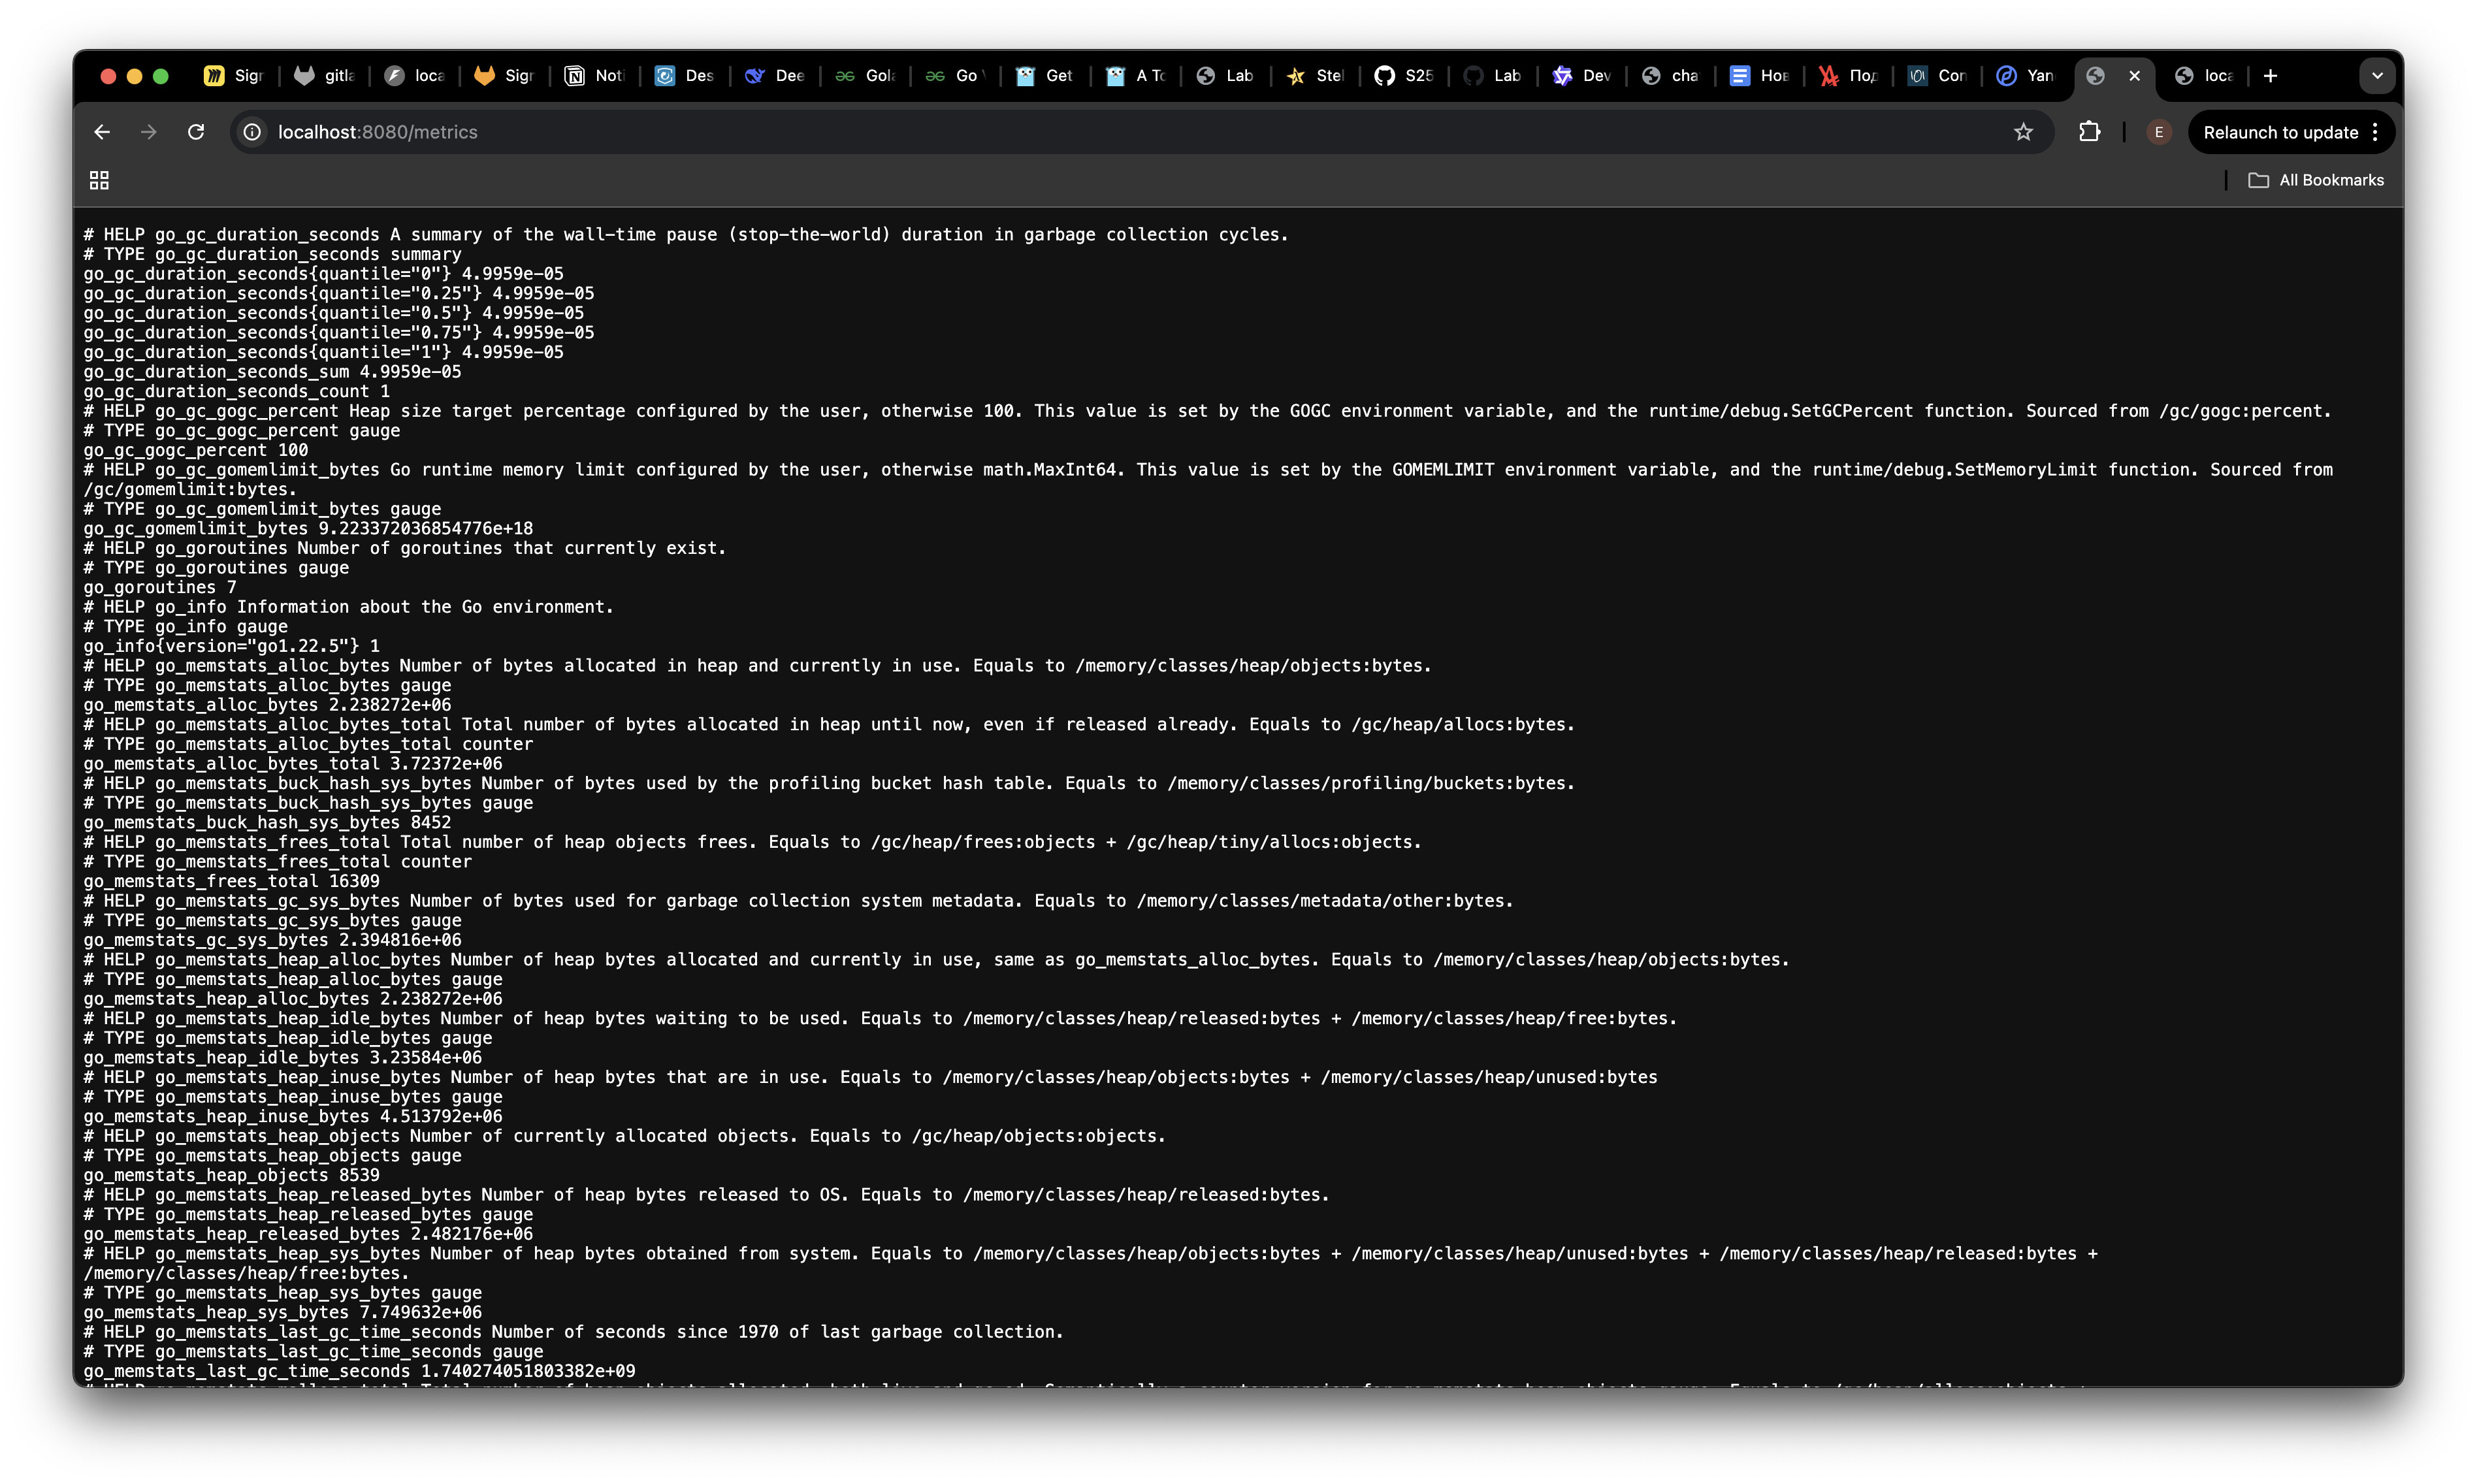 Sign gitla loca Sign Noti Des Dee Gola Go Get A To Lab Stel S25 Lab Dev cha Нов Под Con Yan loca
localhost:8080/metrics
Relaunch to update
E
All Bookmarks
# HELP go_gc_duration_seconds A summary of the wall-time pause (stop-the-world) duration in garbage collection cycles.
# TYPE go_gc_duration_seconds summary
go_gc_duration_seconds{quantile="0"} 4.9959e-05
go_gc_duration_seconds{quantile="0.25"} 4.9959e-05
go_gc_duration_seconds{quantile="0.5"} 4.9959e-05
go_gc_duration_seconds{quantile="0.75"} 4.9959e-05
go_gc_duration_seconds{quantile="1"} 4.9959e-05
go_gc_duration_seconds_sum 4.9959e-05
go_gc_duration_seconds_count 1
# HELP go_gc_gogc_percent Heap size target percentage configured by the user, otherwise 100. This value is set by the GOGC environment variable, and the runtime/debug.SetGCPercent function. Sourced from /gc/gogc:percent.
# TYPE go_gc_gogc_percent gauge
go_gc_gogc_percent 100
# HELP go_gc_gomemlimit_bytes Go runtime memory limit configured by the user, otherwise math.MaxInt64. This value is set by the GOMEMLIMIT environment variable, and the runtime/debug.SetMemoryLimit function. Sourced from
/gc/gomemlimit:bytes.
# TYPE go_gc_gomemlimit_bytes gauge
go_gc_gomemlimit_bytes 9.223372036854776e+18
# HELP go_goroutines Number of goroutines that currently exist.
# TYPE go_goroutines gauge
go_goroutines 7
# HELP go_info Information about the Go environment.
# TYPE go_info gauge
go_info{version="go1.22.5"} 1
# HELP go_memstats_alloc_bytes Number of bytes allocated in heap and currently in use. Equals to /memory/classes/heap/objects:bytes.
# TYPE go_memstats_alloc_bytes gauge
go_memstats_alloc_bytes 2.238272e+06
# HELP go_memstats_alloc_bytes_total Total number of bytes allocated in heap until now, even if released already. Equals to /gc/heap/allocs:bytes.
# TYPE go_memstats_alloc_bytes_total counter
go_memstats_alloc_bytes_total 3.72372e+06
# HELP go_memstats_buck_hash_sys_bytes Number of bytes used by the profiling bucket hash table. Equals to /memory/classes/profiling/buckets:bytes.
# TYPE go_memstats_buck_hash_sys_bytes gauge
go_memstats_buck_hash_sys_bytes 8452
# HELP go_memstats_frees_total Total number of heap objects frees. Equals to /gc/heap/frees:objects + /gc/heap/tiny/allocs:objects.
# TYPE go_memstats_frees_total counter
go_memstats_frees_total 16309
# HELP go_memstats_gc_sys_bytes Number of bytes used for garbage collection system metadata. Equals to /memory/classes/metadata/other:bytes.
# TYPE go_memstats_gc_sys_bytes gauge
go_memstats_gc_sys_bytes 2.394816e+06
# HELP go_memstats_heap_alloc_bytes Number of heap bytes allocated and currently in use, same as go_memstats_alloc_bytes. Equals to /memory/classes/heap/objects:bytes.
# TYPE go_memstats_heap_alloc_bytes gauge
go_memstats_heap_alloc_bytes 2.238272e+06
# HELP go_memstats_heap_idle_bytes Number of heap bytes waiting to be used. Equals to /memory/classes/heap/released:bytes + /memory/classes/heap/free:bytes.
# TYPE go_memstats_heap_idle_bytes gauge
go_memstats_heap_idle_bytes 3.23584e+06
# HELP go_memstats_heap_inuse_bytes Number of heap bytes that are in use. Equals to /memory/classes/heap/objects:bytes + /memory/classes/heap/unused:bytes
# TYPE go_memstats_heap_inuse_bytes gauge
go_memstats_heap_inuse_bytes 4.513792e+06
# HELP go_memstats_heap_objects Number of currently allocated objects. Equals to /gc/heap/objects:objects.
# TYPE go_memstats_heap_objects gauge
go_memstats_heap_objects 8539
# HELP go_memstats_heap_released_bytes Number of heap bytes released to OS. Equals to /memory/classes/heap/released:bytes.
# TYPE go_memstats_heap_released_bytes gauge
go_memstats_heap_released_bytes 2.482176e+06
# HELP go_memstats_heap_sys_bytes Number of heap bytes obtained from system. Equals to /memory/classes/heap/objects:bytes + /memory/classes/heap/unused:bytes + /memory/classes/heap/released:bytes +
/memory/classes/heap/free:bytes.
# TYPE go_memstats_heap_sys_bytes gauge
go_memstats_heap_sys_bytes 7.749632e+06
# HELP go_memstats_last_gc_time_seconds Number of seconds since 1970 of last garbage collection.
# TYPE go_memstats_last_gc_time_seconds gauge
go_memstats_last_gc_time_seconds 1.740274051803382e+09